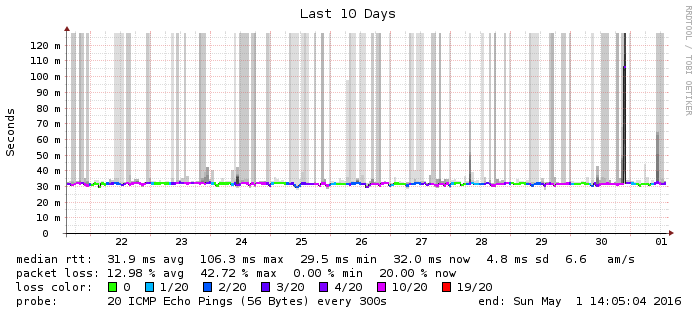 Last 10 Days
RRDTOOL / TOBI OETIKER
Seconds
120 m
110 m
100 m
90 m
80 m
70 m
60 m
50 m
40 m
30 m
20 m
10 m
0
22 23 24 25 26 27 28 29 30 01
median rtt: 31.9 ms avg 106.3 ms max 29.5 ms min 32.0 ms now 4.8 ms sd 6.6 am/s
packet loss: 12.98 % avg 42.72 % max 0.00 % min 20.00 % now
loss color: 0 1/20 2/20 3/20 4/20 10/20 19/20
probe: 20 ICMP Echo Pings (56 Bytes) every 300s end: Sun May 1 14:05:04 2016